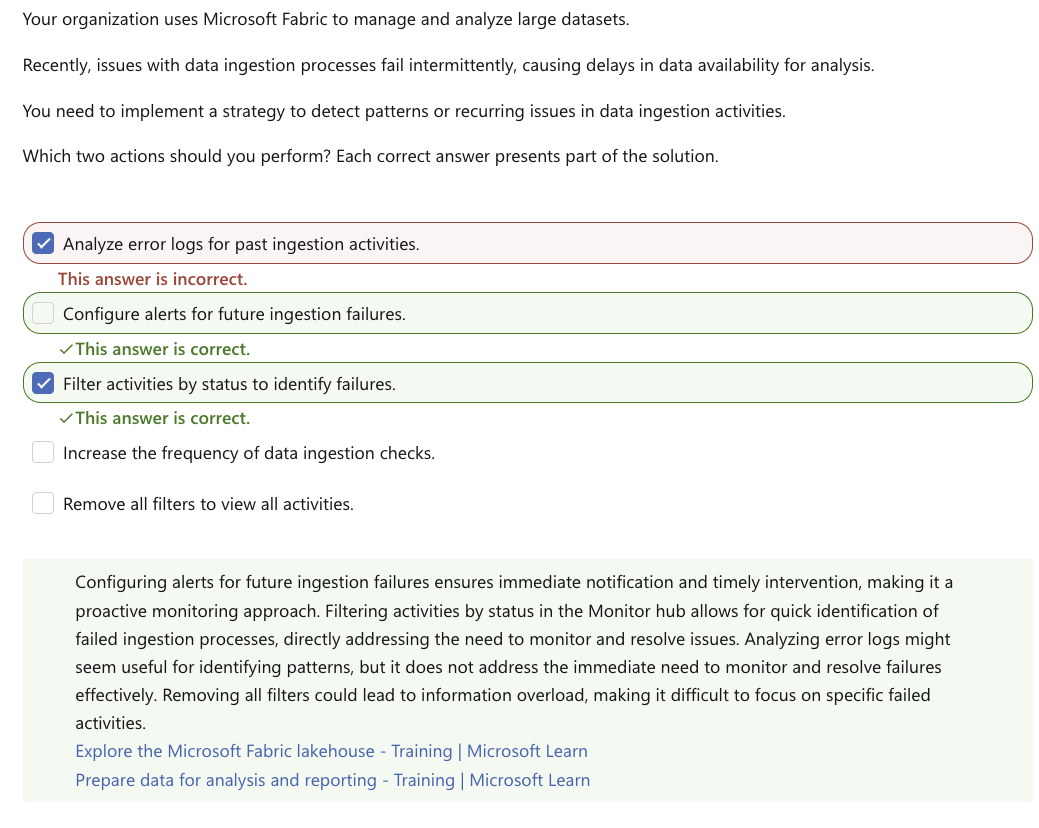 Your organization uses Microsoft Fabric to manage and analyze large datasets.
Recently, issues with data ingestion processes fail intermittently, causing delays in data availability for analysis.
You need to implement a strategy to detect patterns or recurring issues in data ingestion activities.
Which two actions should you perform? Each correct answer presents part of the solution.
Analyze error logs for past ingestion activities.
This answer is incorrect.
Configure alerts for future ingestion failures.
This answer is correct.
Filter activities by status to identify failures.
This answer is correct.
Increase the frequency of data ingestion checks.
Remove all filters to view all activities.
Configuring alerts for future ingestion failures ensures immediate notification and timely intervention, making it a
proactive monitoring approach. Filtering activities by status in the Monitor hub allows for quick identification of
failed ingestion processes, directly addressing the need to monitor and resolve issues. Analyzing error logs might
seem useful for identifying patterns, but it does not address the immediate need to monitor and resolve failures
effectively. Removing all filters could lead to information overload, making it difficult to focus on specific failed
activities.
Explore the Microsoft Fabric lakehouse - Training | Microsoft Learn
Prepare data for analysis and reporting - Training | Microsoft Learn